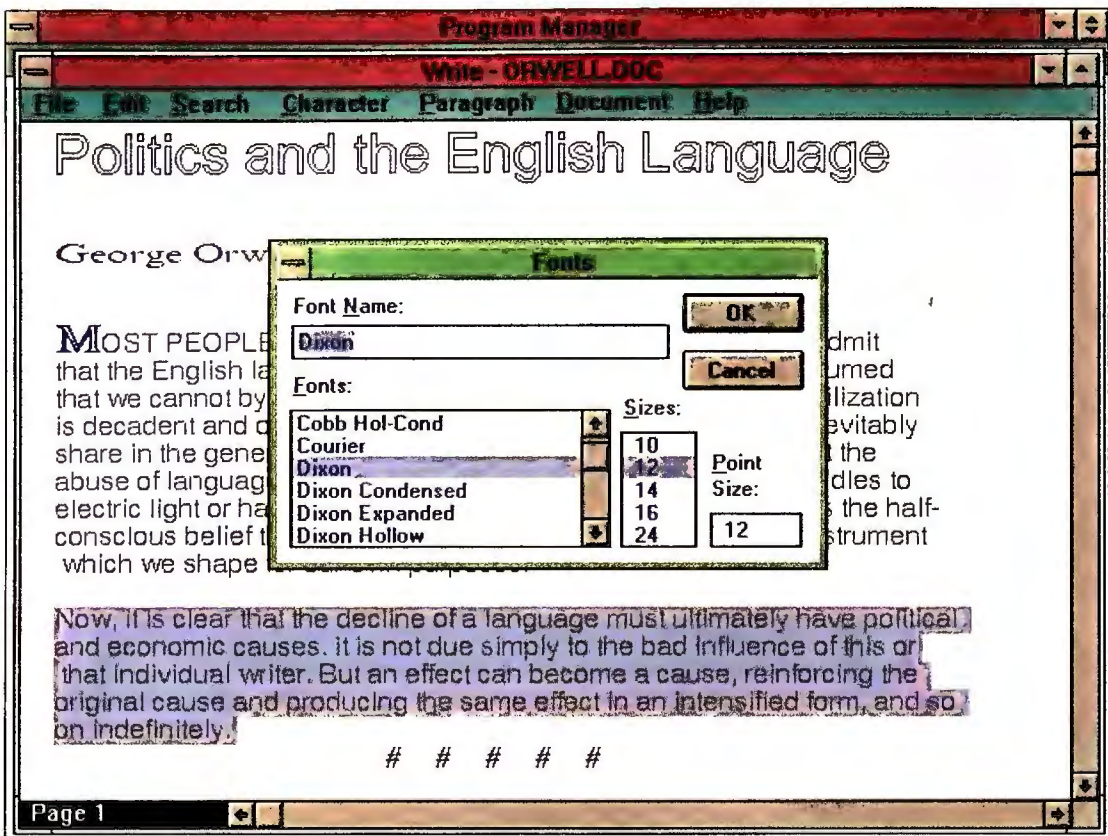 Program Manager
Write - ORWELL.DOC
File Edit Search Character Paragraph Document Help
Politics and the English Language
George Orw
Fonts
Font Name:
OK
Dixon
Cancel
Fonts:
Sizes:
Cobb Hol-Cond
Courier
Dixon
Dixon Condensed
Dixon Expanded
Dixon Hollow
10
12
14
16
24
Point
Size:
12
MOST PEOPLE dmit
that the English la umed
that we cannot by ilization
is decadent and c evitably
share in the gene t the
abuse of languag dles to
electric light or ha s the half-
conscious belief t strument
which we shape
Now, it is clear that the decline of a language must ultimately have political
and economic causes. it is not due simply to the bad influence of this or
that individual writer. But an effect can become a cause, reinforcing the
original cause and producing the same effect in an intensified form, and so
on indefinitely.
# # # # #
Page 1